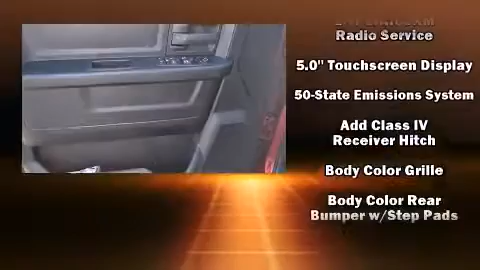 Radio Service
5.0" Touchscreen Display
50-State Emissions System
Add Class IV
Receiver Hitch
Body Color Grille
Body Color Rear
Bumper w/Step Pads